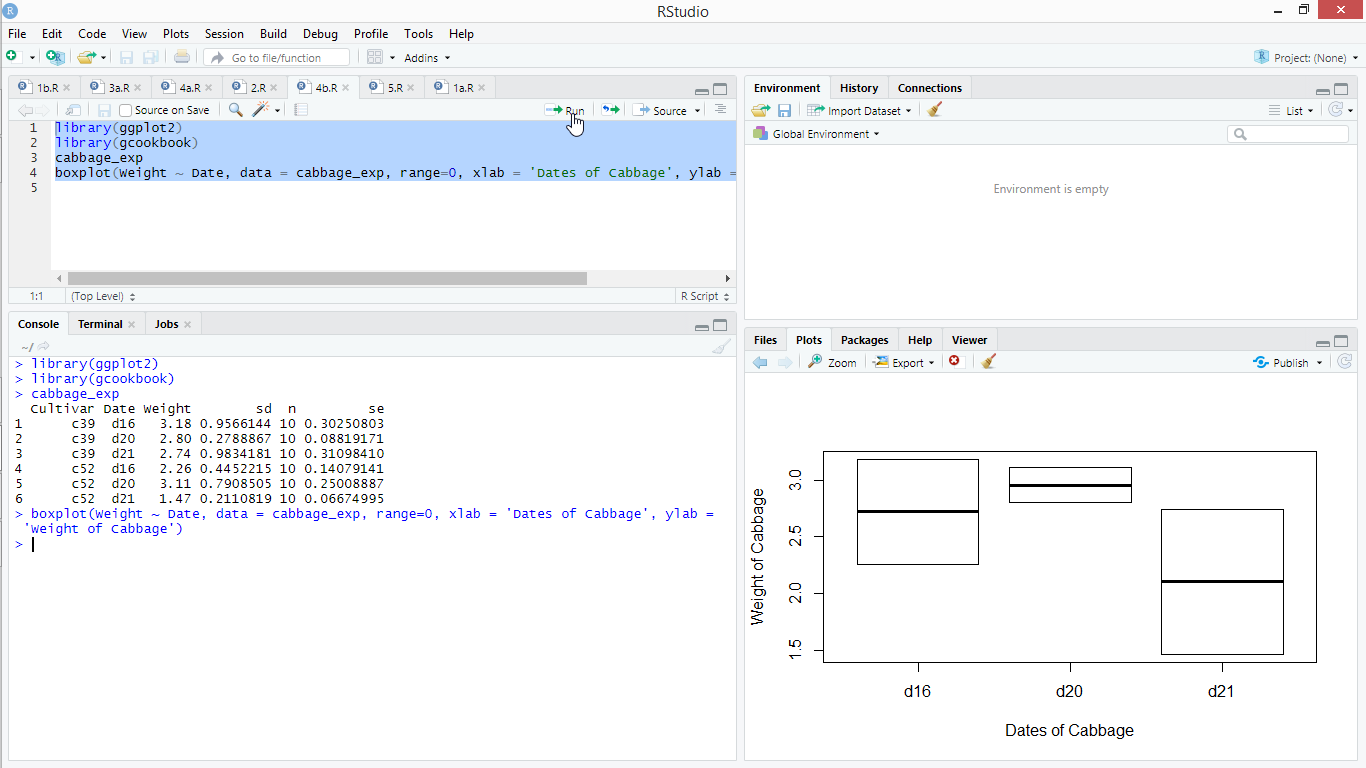 RStudio
File Edit Code View Plots Session Build Debug Profile Tools Help
Go to file/function Addins Project: (None)
1b.R 3a.R 4a.R 2.R 4b.R 5.R 1a.R
Source on Save Run Source
1 library(ggplot2)
2 library(gcookbook)
3 cabbage_exp
4 boxplot(Weight ~ Date, data = cabbage_exp, range=0, xlab = 'Dates of Cabbage', ylab =
5
1:1 (Top Level) R Script
Console Terminal Jobs
~/
> library(ggplot2)
> library(gcookbook)
> cabbage_exp
Cultivar Date Weight sd n se
1 c39 d16 3.18 0.9566144 10 0.30250803
2 c39 d20 2.80 0.2788867 10 0.08819171
3 c39 d21 2.74 0.9834181 10 0.31098410
4 c52 d16 2.26 0.4452215 10 0.14079141
5 c52 d20 3.11 0.7908505 10 0.25008887
6 c52 d21 1.47 0.2110819 10 0.06674995
> boxplot(Weight ~ Date, data = cabbage_exp, range=0, xlab = 'Dates of Cabbage', ylab =
'Weight of Cabbage')
>
Environment History Connections
Import Dataset List
Global Environment
Environment is empty
Files Plots Packages Help Viewer
Zoom Export Publish
Weight of Cabbage
3.0
2.5
2.0
1.5
d16 d20 d21
Dates of Cabbage